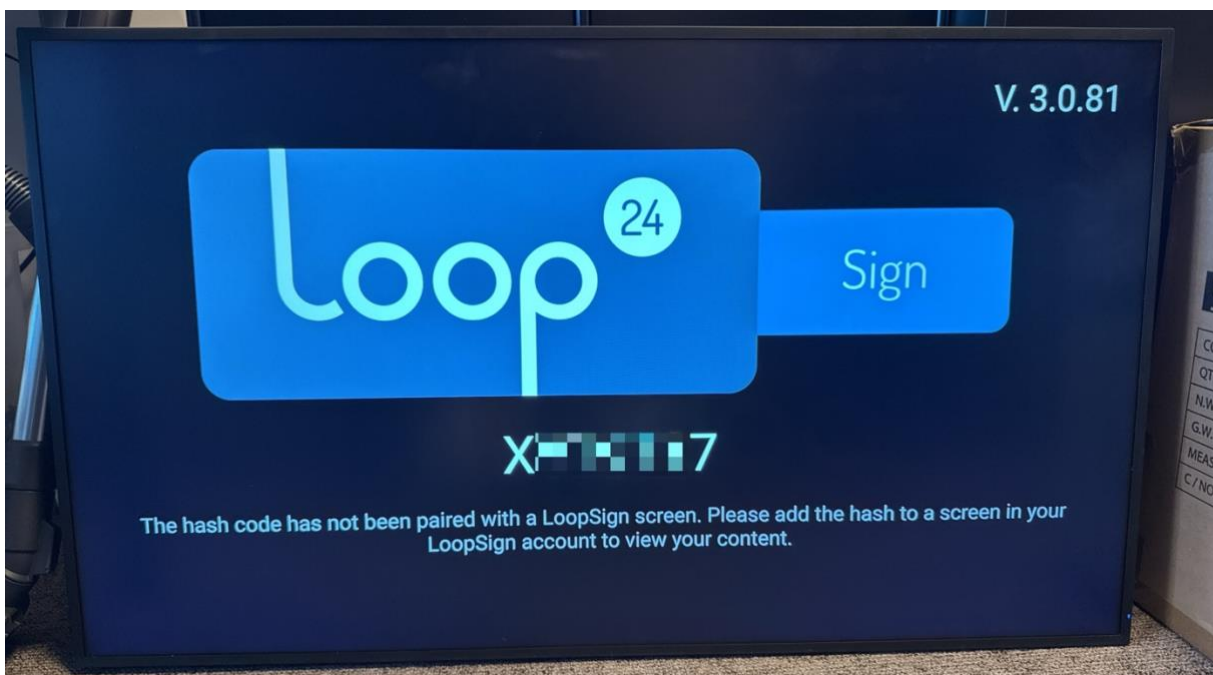 V. 3.0.81
Loop 24
Sign
The hash code has not been paired with a LoopSign screen. Please add the hash to a screen in your
LoopSign account to view your content.